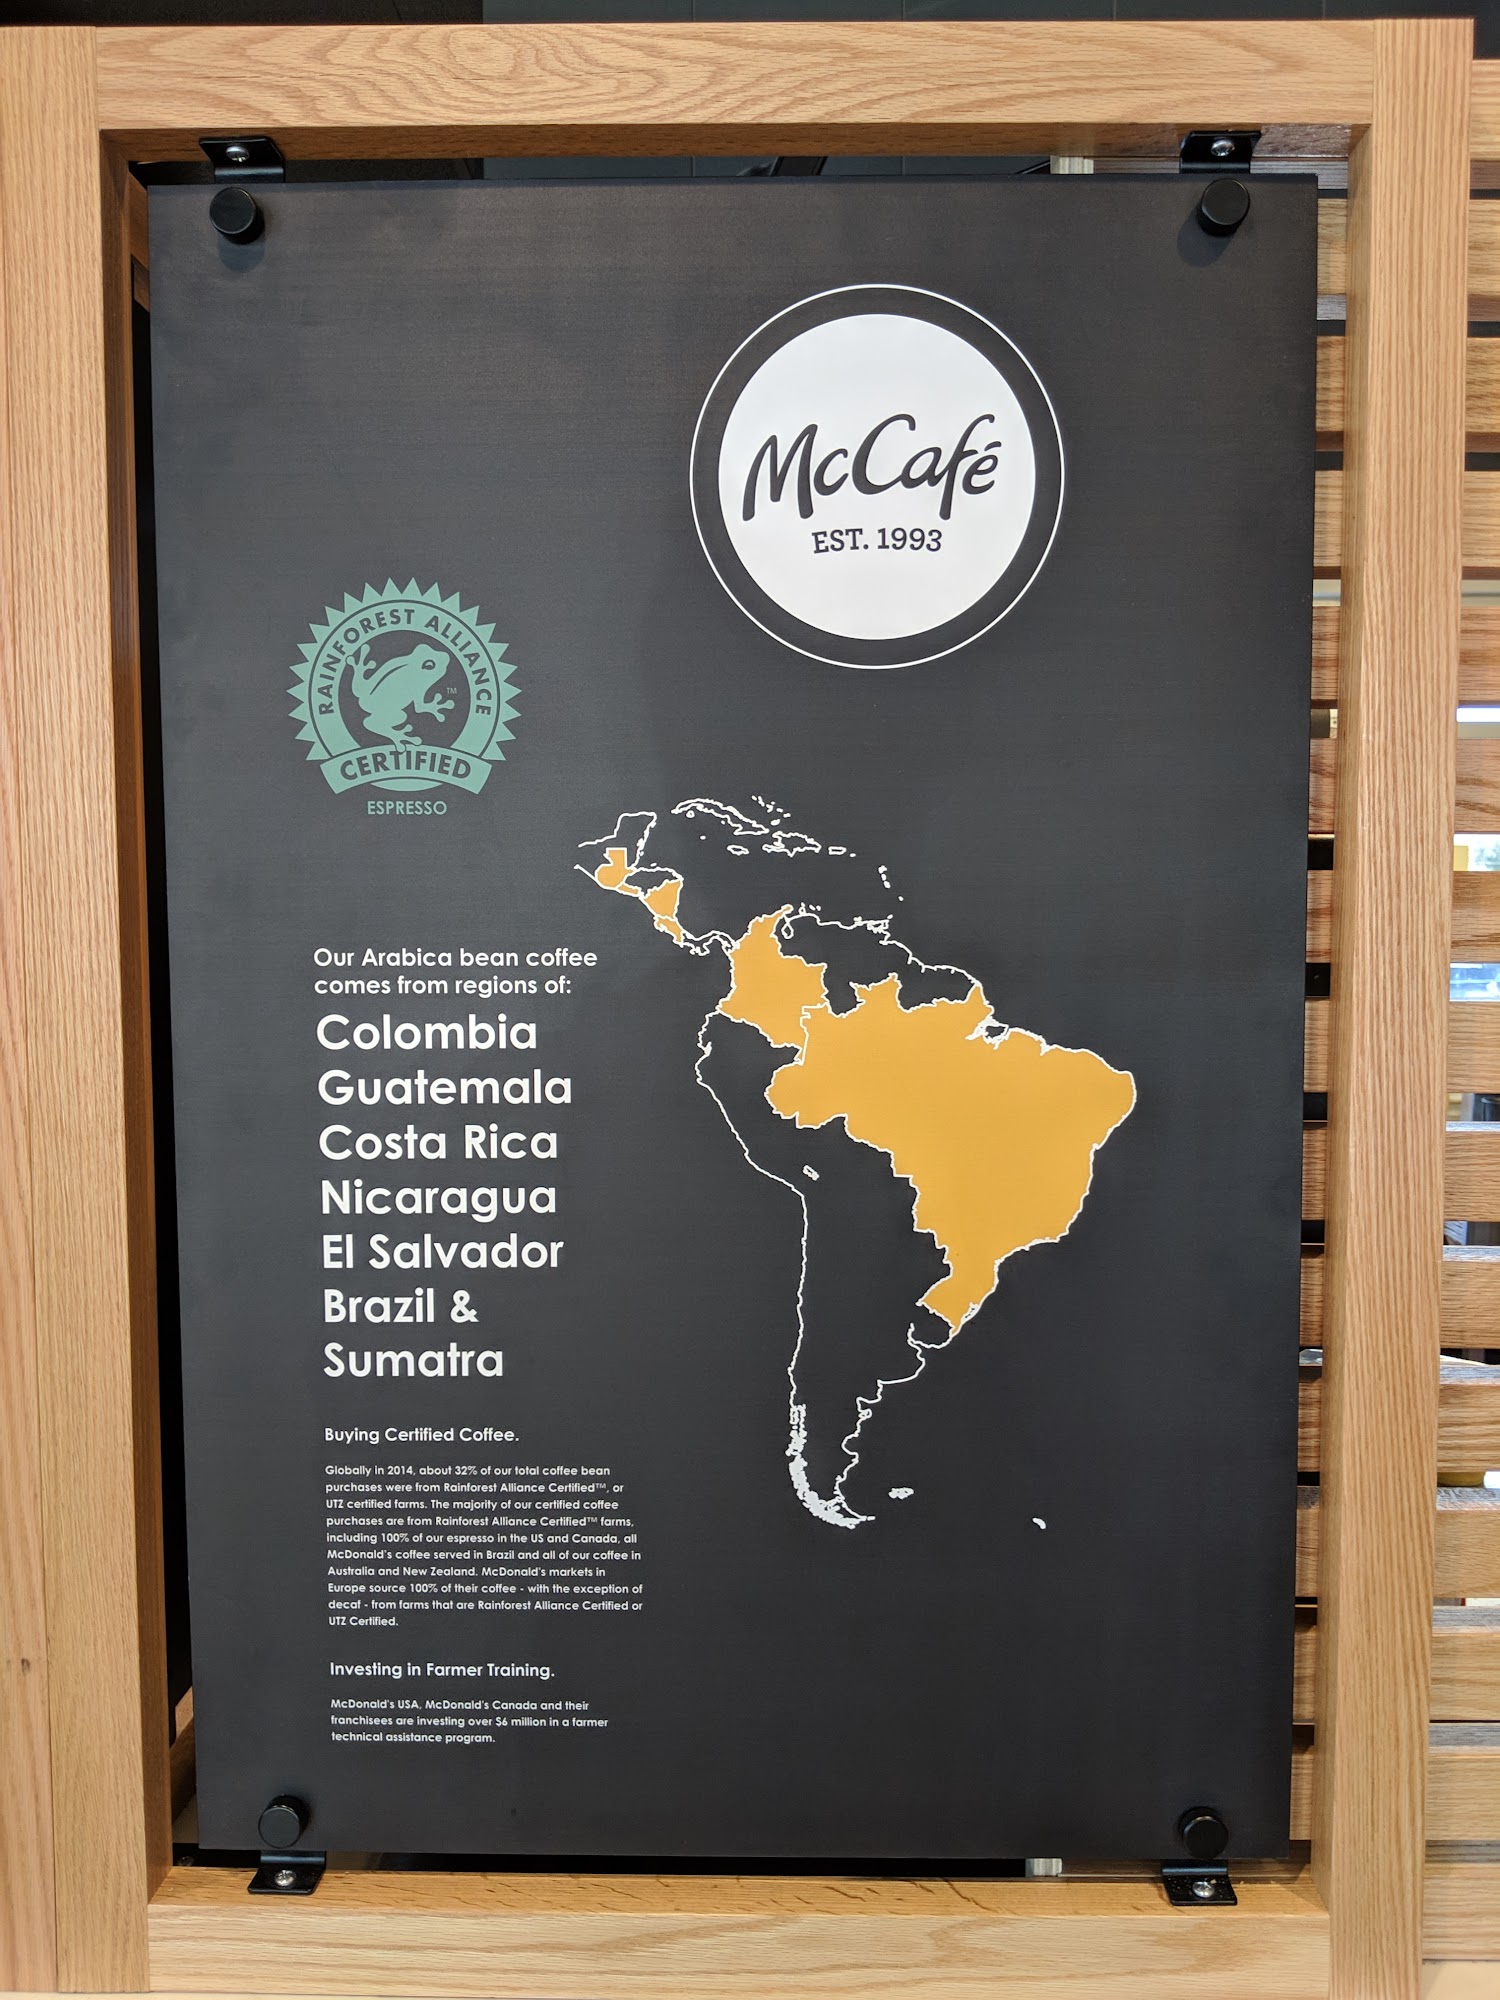 McCafé
EST. 1993
RAINFOREST ALLIANCE
TM
CERTIFIED
ESPRESSO
Our Arabica bean coffee
comes from regions of:
Colombia
Guatemala
Costa Rica
Nicaragua
El Salvador
Brazil &
Sumatra
Buying Certified Coffee.
Globally in 2014, about 32% of our total coffee bean
purchases were from Rainforest Alliance Certified™, or
UTZ certified farms. The majority of our certified coffee
purchases are from Rainforest Alliance Certified™ farms,
including 100% of our espresso in the US and Canada, all
McDonald's coffee served in Brazil and all of our coffee in
Australia and New Zealand. McDonald's markets in
Europe source 100% of their coffee - with the exception of
decaf - from farms that are Rainforest Alliance Certified or
UTZ Certified.
Investing in Farmer Training.
McDonald's USA, McDonald's Canada and their
franchisees are investing over $6 million in a farmer
technical assistance program.